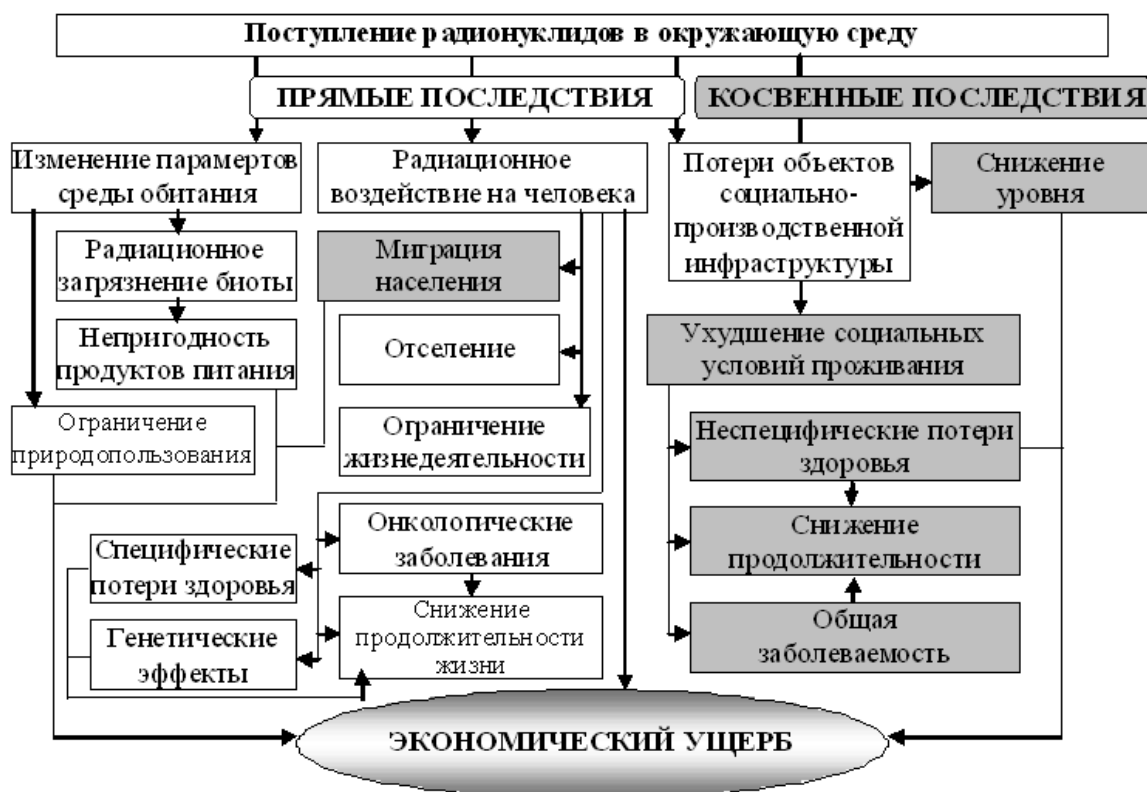 Поступление радионуклидов в окружающую среду
ПРЯМЫЕ ПОСЛЕДСТВИЯ
КОСВЕННЫЕ ПОСЛЕДСТВИЯ
Изменение парамертов
среды обитания
Радиационное
воздействие на человека
Потери объектов
социально-
производственной
инфраструктуры
Снижение
уровня
Радиационное
загрязнение биоты
Миграция
населения
Непригодность
продуктов питания
Отселение
Ухудшение социальных
условий проживания
Ограничение
природопользования
Ограничение
жизнедеятельности
Неспецифические потери
здоровья
Специфические
потери здоровья
Онкологические
заболевания
Снижение
продолжительности
Генетические
эффекты
Снижение
продолжительности
жизни
Общая
заболеваемость
ЭКОНОМИЧЕСКИЙ УЩЕРБ